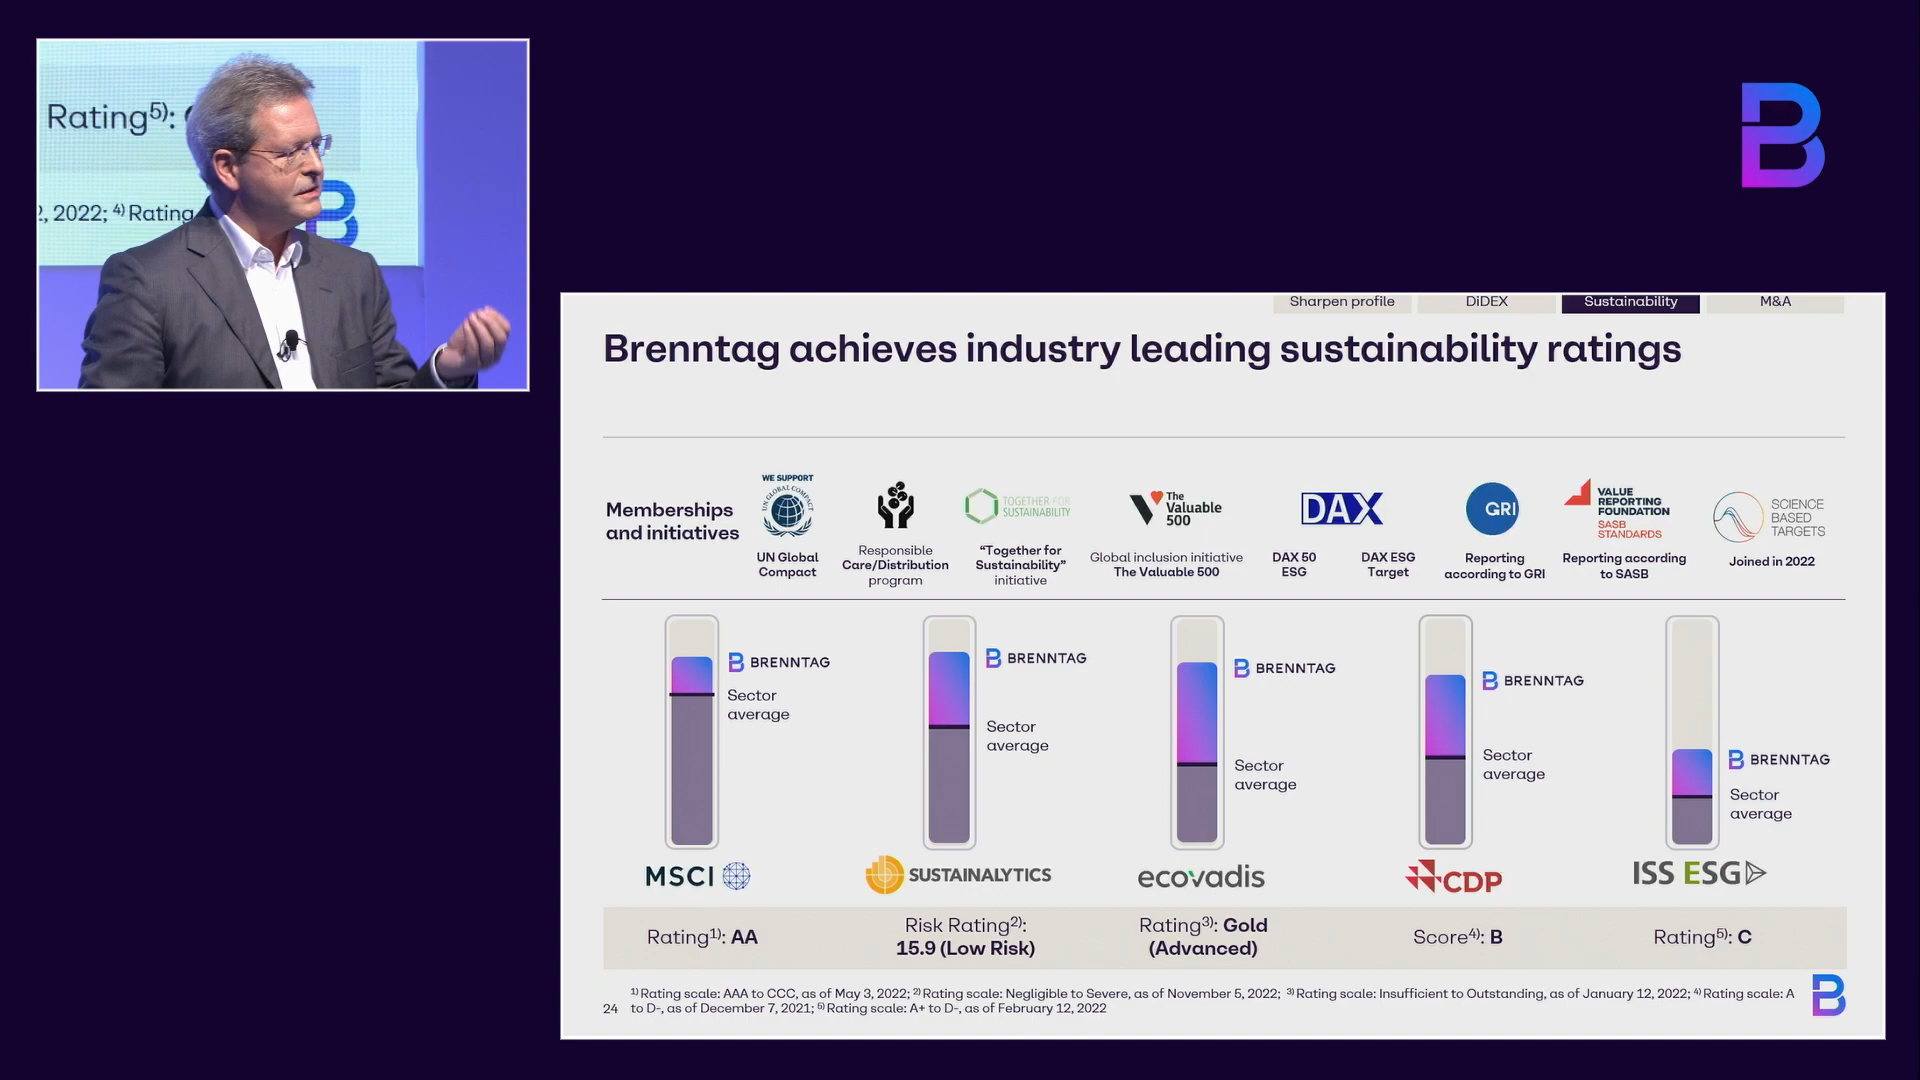 Rating5):
2, 2022; 4) Rating
Sharpen profile
DiDEX
Sustainability
M&A
Brenntag achieves industry leading sustainability ratings
Memberships
and initiatives
WE SUPPORT
UN GLOBAL COMPACT
UN Global
Compact
Responsible
Care/Distribution
program
TOGETHER FOR
SUSTAINABILITY
“Together for
Sustainability”
initiative
The
Valuable
500
Global inclusion initiative
The Valuable 500
DAX
DAX 50
ESG
DAX ESG
Target
GRI
Reporting
according to GRI
VALUE
REPORTING
FOUNDATION
SASB
STANDARDS
Reporting according
to SASB
SCIENCE
BASED
TARGETS
Joined in 2022
BRENNTAG
Sector
average
BRENNTAG
Sector
average
BRENNTAG
Sector
average
BRENNTAG
Sector
average
BRENNTAG
Sector
average
MSCI
SUSTAINALYTICS
ecovadis
CDP
ISS ESG
Rating1): AA
Risk Rating2):
15.9 (Low Risk)
Rating3): Gold
(Advanced)
Score4): B
Rating5): C
1) Rating scale: AAA to CCC, as of May 3, 2022; 2) Rating scale: Negligible to Severe, as of November 5, 2022; 3) Rating scale: Insufficient to Outstanding, as of January 12, 2022; 4) Rating scale: A
24 to D-, as of December 7, 2021; 5) Rating scale: A+ to D-, as of February 12, 2022